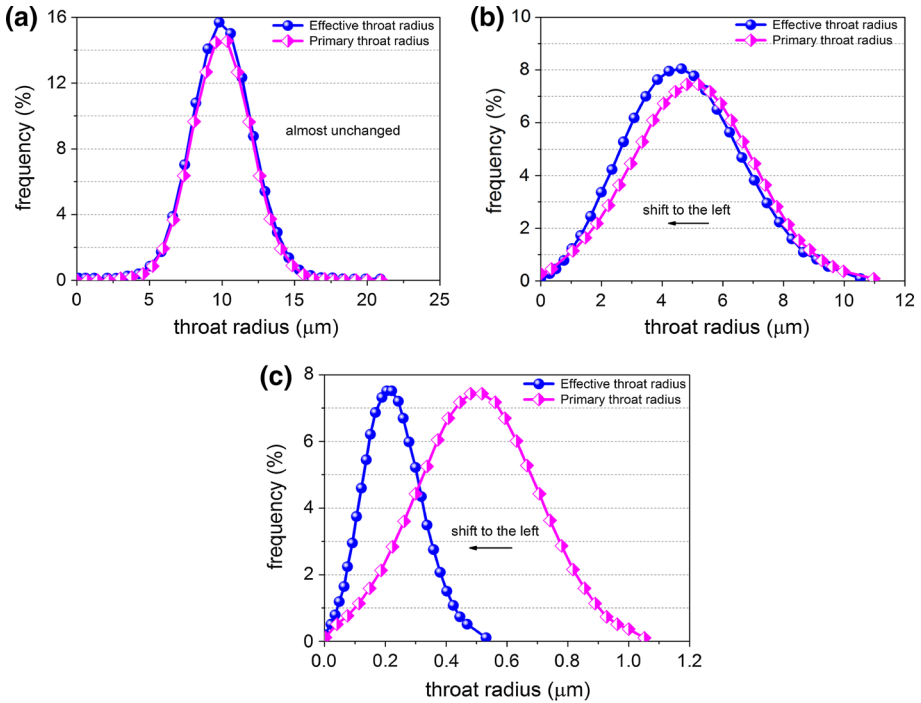 (a)
Effective throat radius
Primary throat radius
almost unchanged
frequency (%)
16
12
8
4
0
0 5 10 15 20 25
throat radius (μm)
(b)
Effective throat radius
Primary throat radius
shift to the left
frequency (%)
10
8
6
4
2
0
0 2 4 6 8 10 12
throat radius (μm)
(c)
Effective throat radius
Primary throat radius
shift to the left
frequency (%)
8
6
4
2
0
0.0 0.2 0.4 0.6 0.8 1.0 1.2
throat radius (μm)